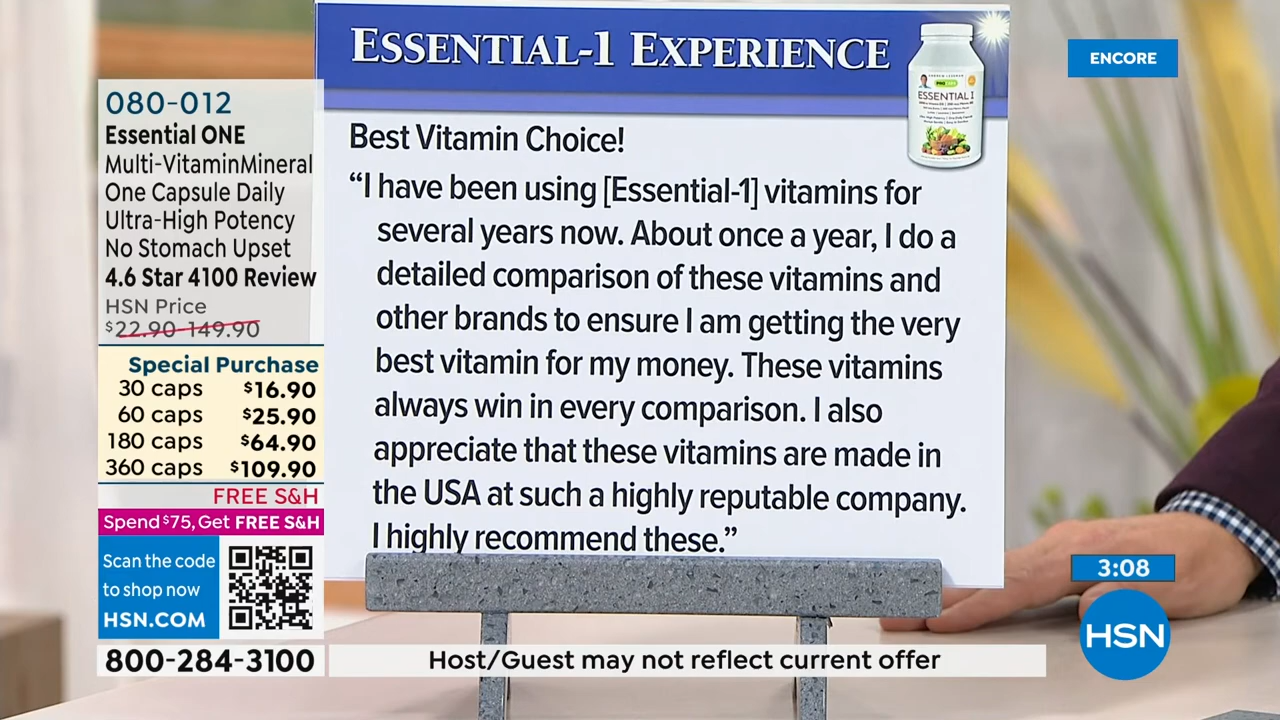 080-012
Essential ONE
Multi-VitaminMineral
One Capsule Daily
Ultra-High Potency
No Stomach Upset
4.6 Star 4100 Review
HSN Price
$22.90-149.90
Special Purchase
30 caps $16.90
60 caps $25.90
180 caps $64.90
360 caps $109.90
FREE S&H
Spend $75, Get FREE S&H
Scan the code
to shop now
HSN.COM
800-284-3100
ESSENTIAL-1 EXPERIENCE
ANDREW LESSMAN
ESSENTIAL 1
Best Vitamin Choice!
“I have been using [Essential-1] vitamins for
several years now. About once a year, I do a
detailed comparison of these vitamins and
other brands to ensure I am getting the very
best vitamin for my money. These vitamins
always win in every comparison. I also
appreciate that these vitamins are made in
the USA at such a highly reputable company.
I highly recommend these.”
ENCORE
3:08
HSN
Host/Guest may not reflect current offer